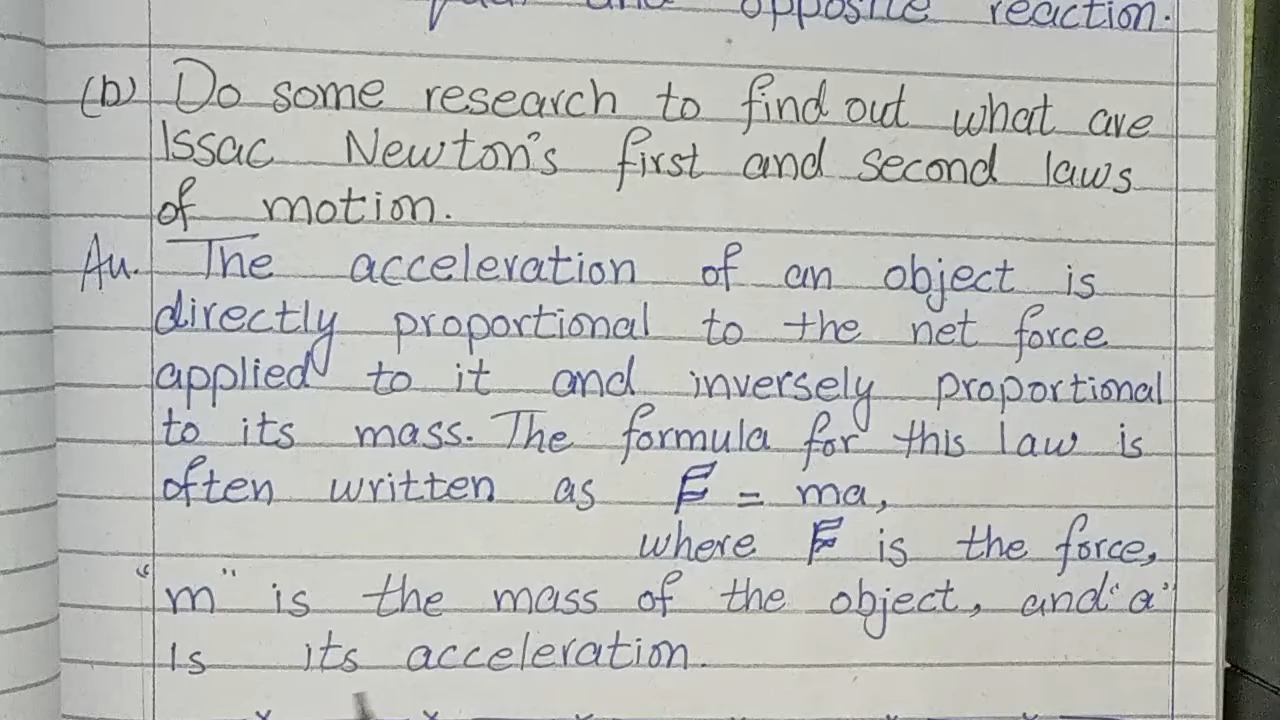 and opposite reaction.
(b) Do some research to find out what are
Issac Newton's first and second laws
of motion.
The acceleration of an object is
directly proportional to the net force
applied to it and inversely proportional
to its mass. The formula for this law is
often written as F = ma,
where F is the force,
"m" is the mass of the object, and "a"
is its acceleration.